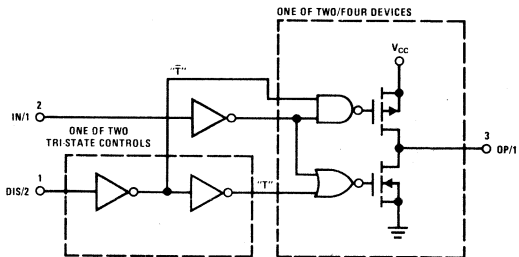 ONE OF TWO/FOUR DEVICES
V_CC
"T̅"
2
IN/1
ONE OF TWO
TRI-STATE CONTROLS
3
OP/1
1
DIS/2
"T"